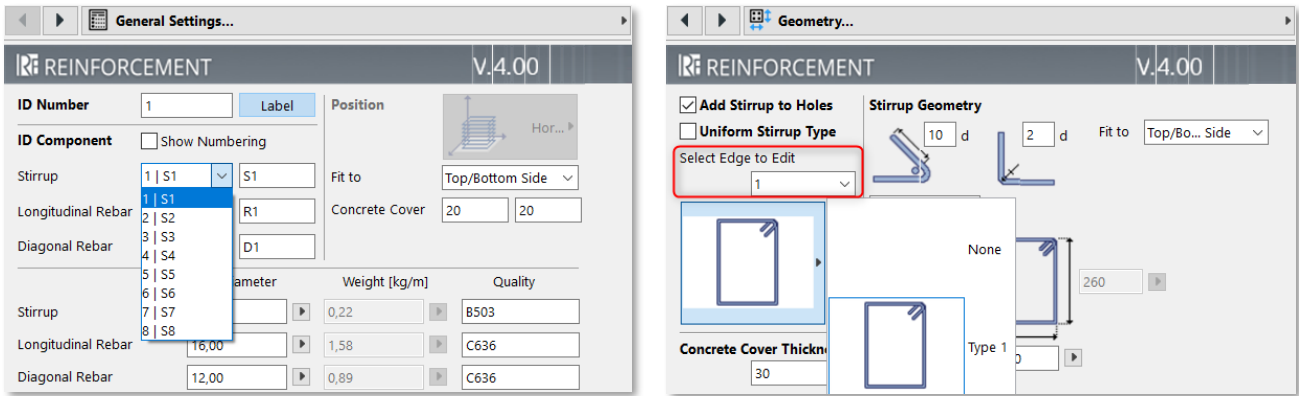 General Settings...
REINFORCEMENT V.4.00
ID Number 1 Label Position
Hor...
ID Component Show Numbering
Stirrup 1 | S1 S1 Fit to Top/Bottom Side
1 | S1
Longitudinal Rebar 2 | S2 R1 Concrete Cover 20 20
3 | S3
Diagonal Rebar 4 | S4 D1
5 | S5 ameter Weight [kg/m] Quality
6 | S6
Stirrup 7 | S7 0,22 B503
8 | S8
Longitudinal Rebar 16,00 1,58 C636
Diagonal Rebar 12,00 0,89 C636
Geometry...
REINFORCEMENT V.4.00
Add Stirrup to Holes Stirrup Geometry
Uniform Stirrup Type 10 d 2 d Fit to Top/Bo... Side
Select Edge to Edit
1
None
260
Concrete Cover Thickn Type 1
30